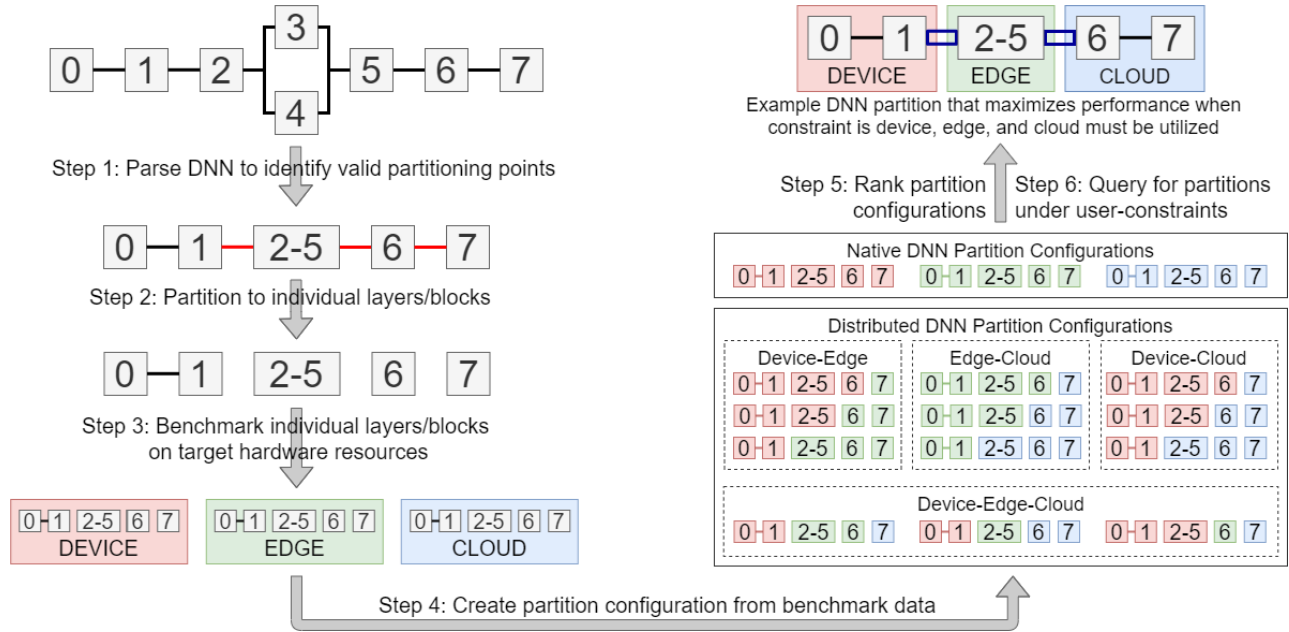 0 1 2 3 4 5 6 7
Step 1: Parse DNN to identify valid partitioning points
0 1 2-5 6 7
Step 2: Partition to individual layers/blocks
0 1 2-5 6 7
Step 3: Benchmark individual layers/blocks
on target hardware resources
0 1 2-5 6 7
DEVICE
0 1 2-5 6 7
EDGE
0 1 2-5 6 7
CLOUD
Step 4: Create partition configuration from benchmark data
0 1 2-5 6 7
DEVICE EDGE CLOUD
Example DNN partition that maximizes performance when
constraint is device, edge, and cloud must be utilized
Step 5: Rank partition
configurations
Step 6: Query for partitions
under user-constraints
Native DNN Partition Configurations
0 1 2-5 6 7 0 1 2-5 6 7 0 1 2-5 6 7
Distributed DNN Partition Configurations
Device-Edge
0 1 2-5 6 7
0 1 2-5 6 7
0 1 2-5 6 7
Edge-Cloud
0 1 2-5 6 7
0 1 2-5 6 7
0 1 2-5 6 7
Device-Cloud
0 1 2-5 6 7
0 1 2-5 6 7
0 1 2-5 6 7
Device-Edge-Cloud
0 1 2-5 6 7 0 1 2-5 6 7 0 1 2-5 6 7